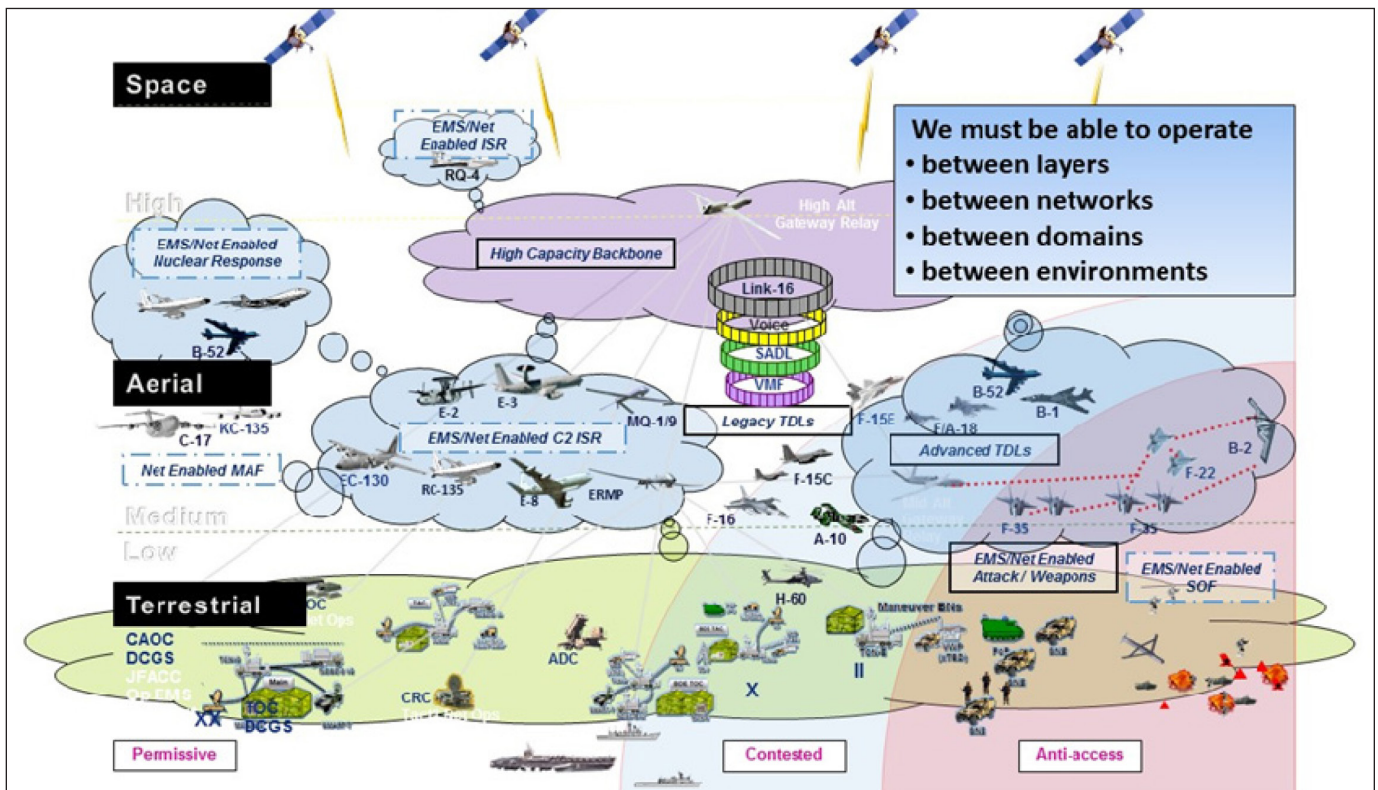 Space
EMS/Net
Enabled ISR
RQ-4
We must be able to operate
• between layers
• between networks
• between domains
• between environments
High
High Alt
Gateway Relay
EMS/Net Enabled
Nuclear Response
High Capacity Backbone
Link-16
Voice
SADL
VMF
B-52
Aerial
E-2
E-3
MQ-1/9
Legacy TDLs
F-15E
B-52
B-1
F/A-18
C-17
KC-135
EMS/Net Enabled C2 ISR
Advanced TDLs
B-2
F-22
Net Enabled MAF
EC-130
RC-135
E-8
ERMP
F-15C
F-16
A-10
F-35
F-35
Medium
Low
EMS/Net Enabled
Attack / Weapons
EMS/Net Enabled
SOF
H-60
Terrestrial
CAOC
DCGS
JFACC
Op EMS
Main
TOC
DCGS
XX
ADC
CRC
BDE TOC
X
II
Maneuver BNs
Permissive
Contested
Anti-access